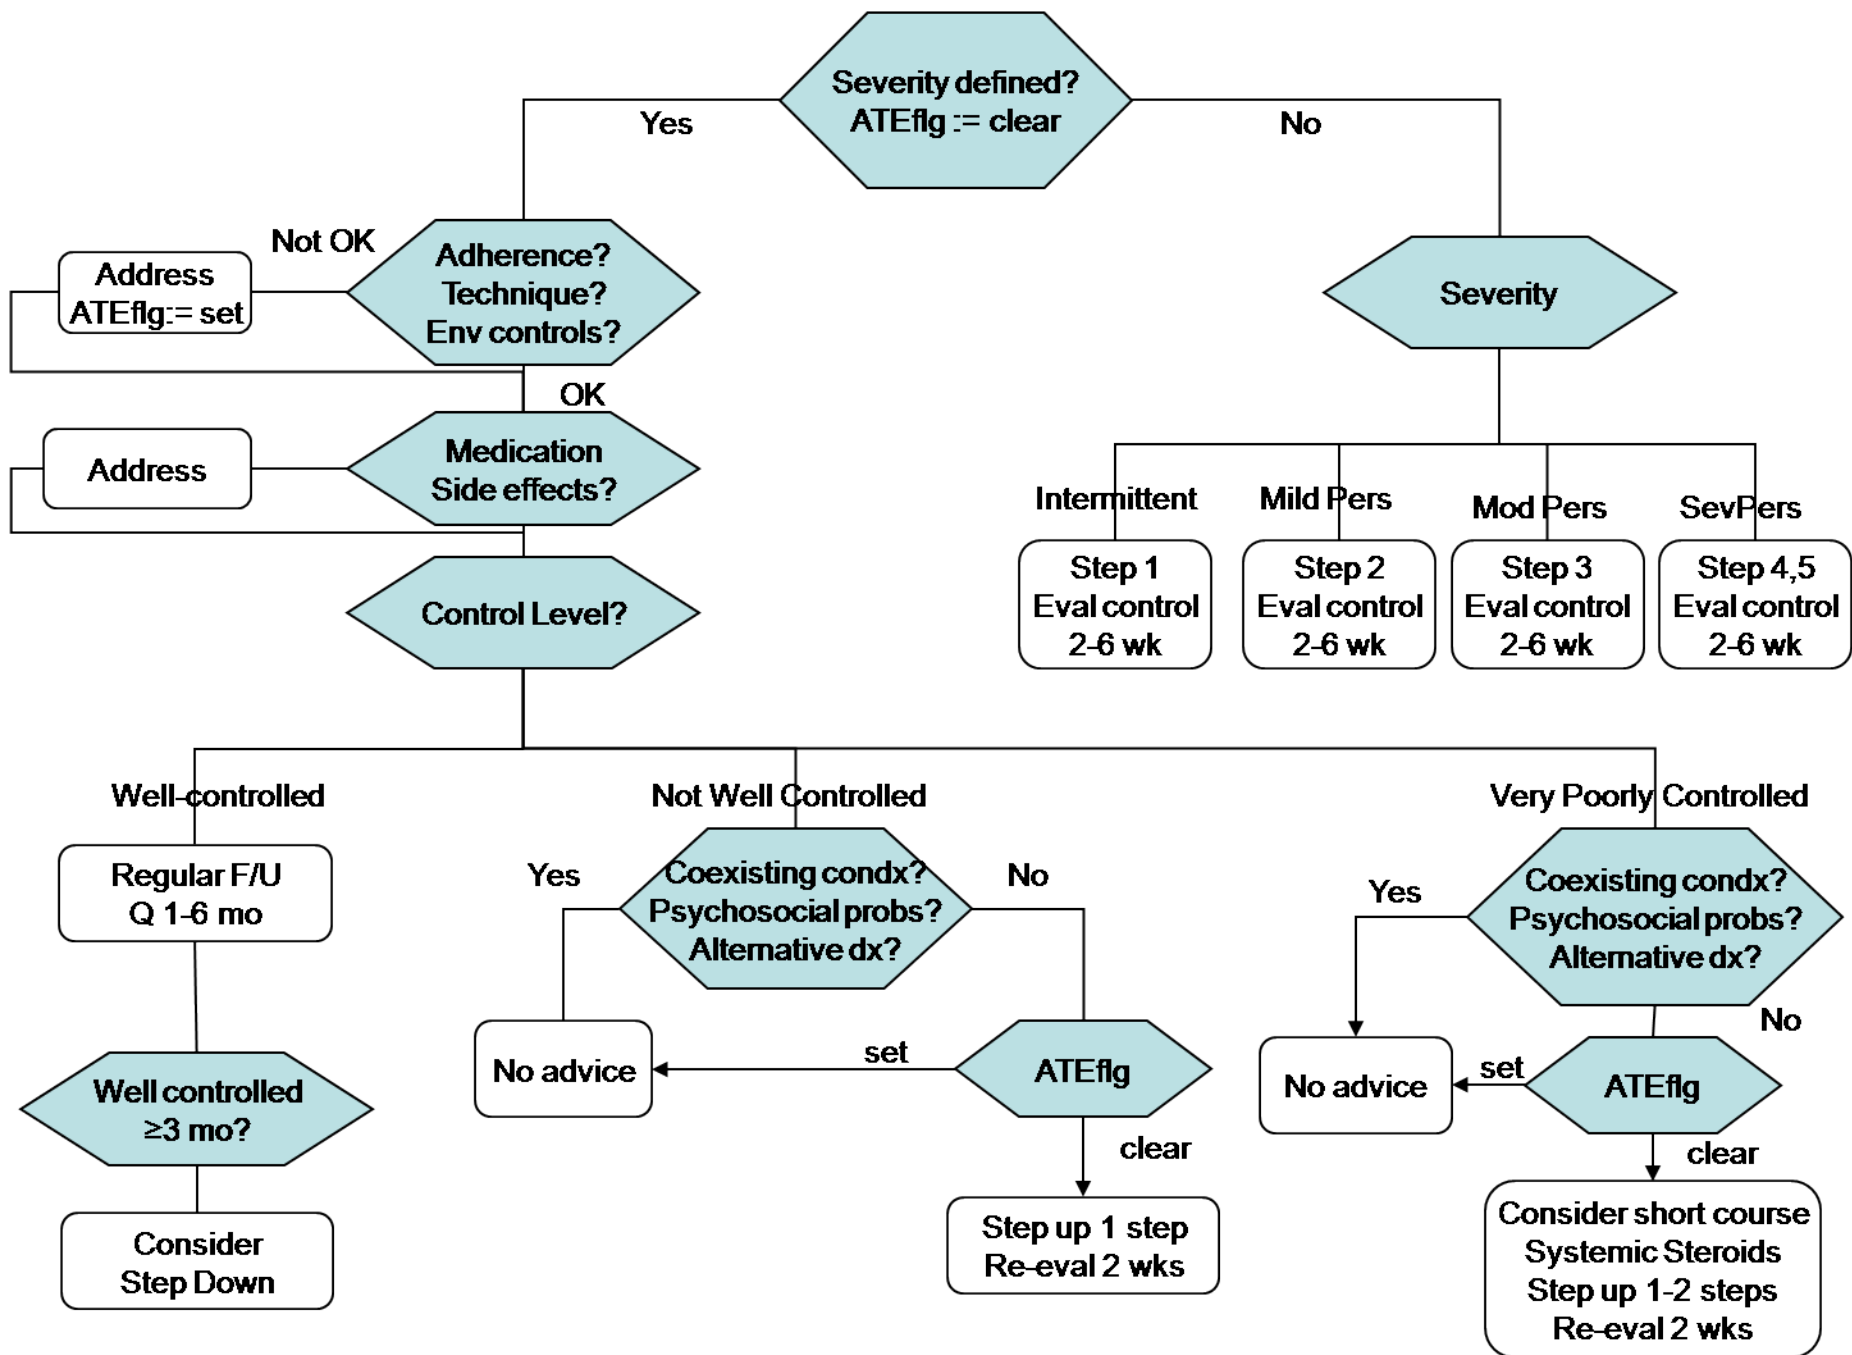 Severity defined?
ATEflg := clear
Yes
No
Not OK
Address
ATEflg:= set
Adherence?
Technique?
Env controls?
Severity
OK
Address
Medication
Side effects?
Intermittent
Mild Pers
Mod Pers
SevPers
Step 1
Eval control
2-6 wk
Step 2
Eval control
2-6 wk
Step 3
Eval control
2-6 wk
Step 4,5
Eval control
2-6 wk
Control Level?
Well-controlled
Not Well Controlled
Very Poorly Controlled
Regular F/U
Q 1-6 mo
Yes
Coexisting condx?
Psychosocial probs?
Alternative dx?
No
Yes
Coexisting condx?
Psychosocial probs?
Alternative dx?
No
Well controlled
≥3 mo?
No advice
set
ATEflg
No advice
set
ATEflg
clear
clear
Consider
Step Down
Step up 1 step
Re-eval 2 wks
Consider short course
Systemic Steroids
Step up 1-2 steps
Re-eval 2 wks